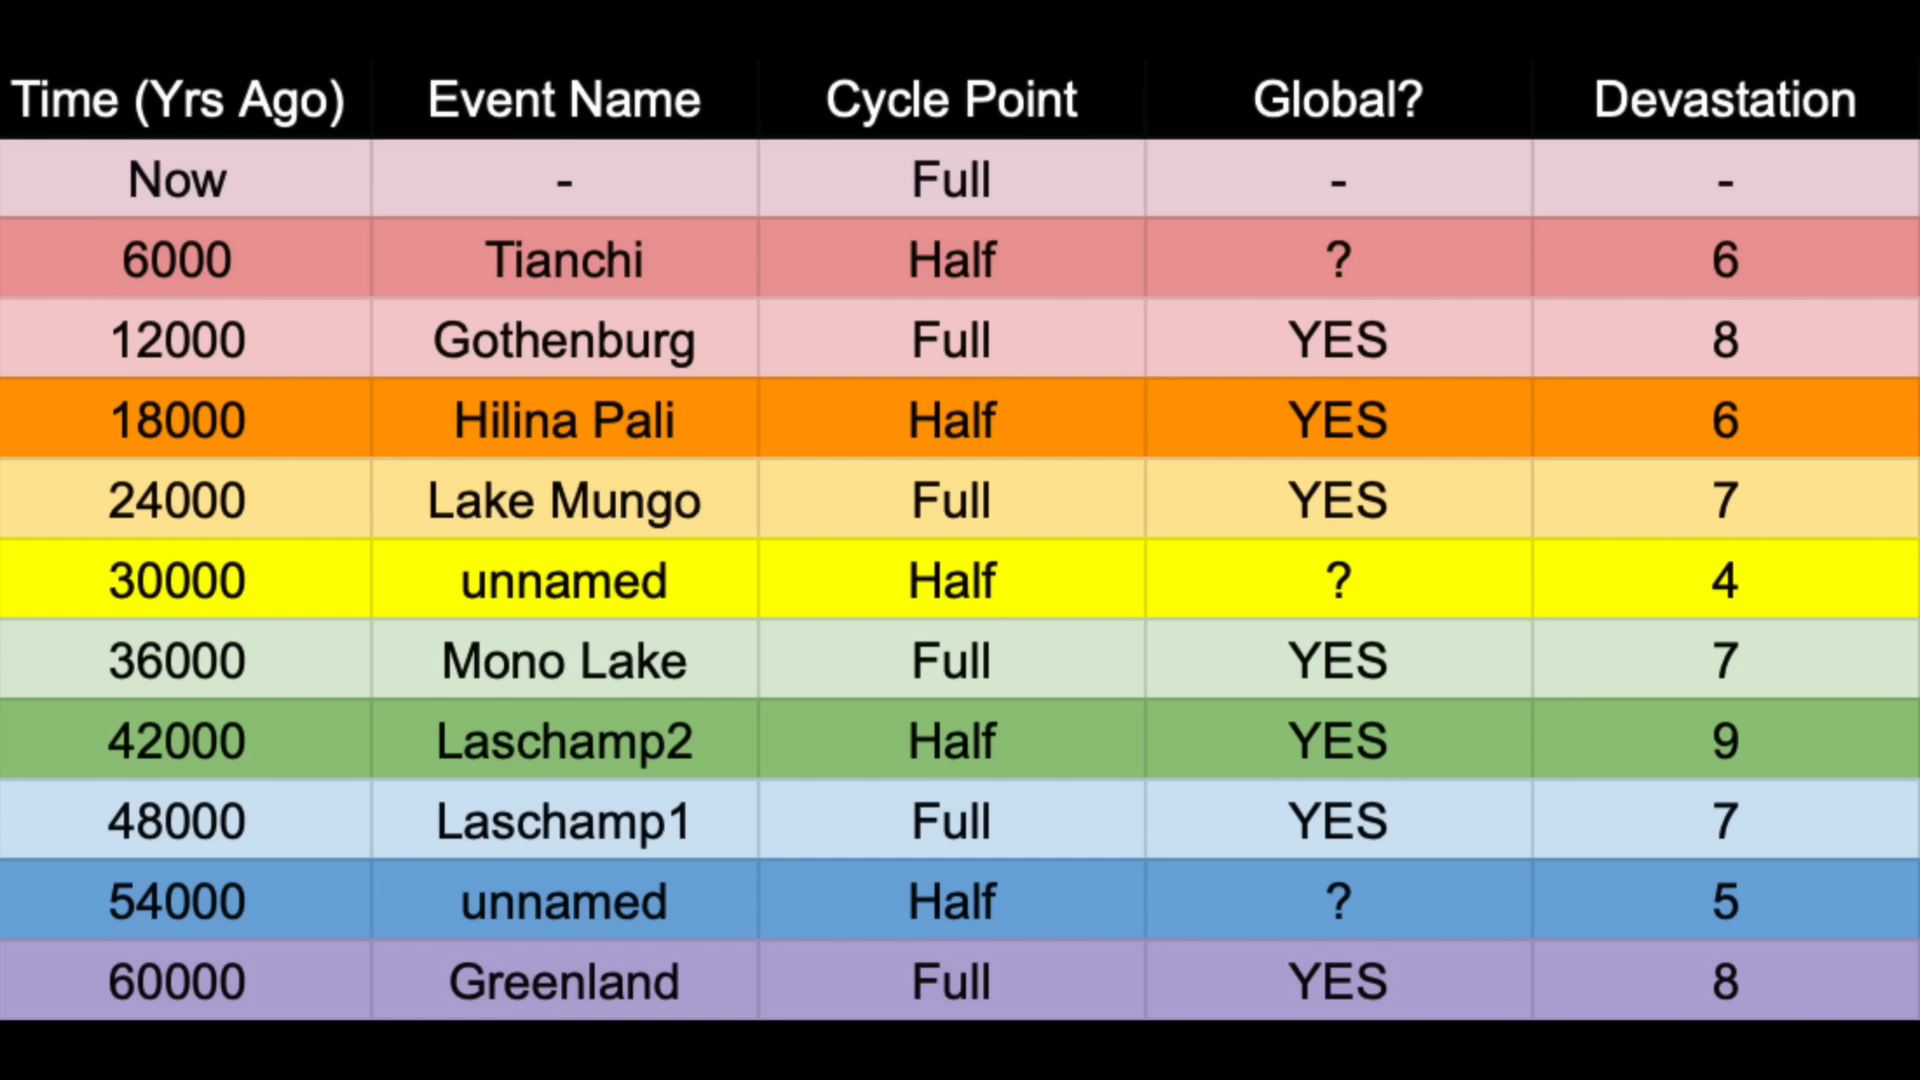 Time (Yrs Ago) Event Name Cycle Point Global? Devastation
Now - Full - -
6000 Tianchi Half ? 6
12000 Gothenburg Full YES 8
18000 Hilina Pali Half YES 6
24000 Lake Mungo Full YES 7
30000 unnamed Half ? 4
36000 Mono Lake Full YES 7
42000 Laschamp2 Half YES 9
48000 Laschamp1 Full YES 7
54000 unnamed Half ? 5
60000 Greenland Full YES 8